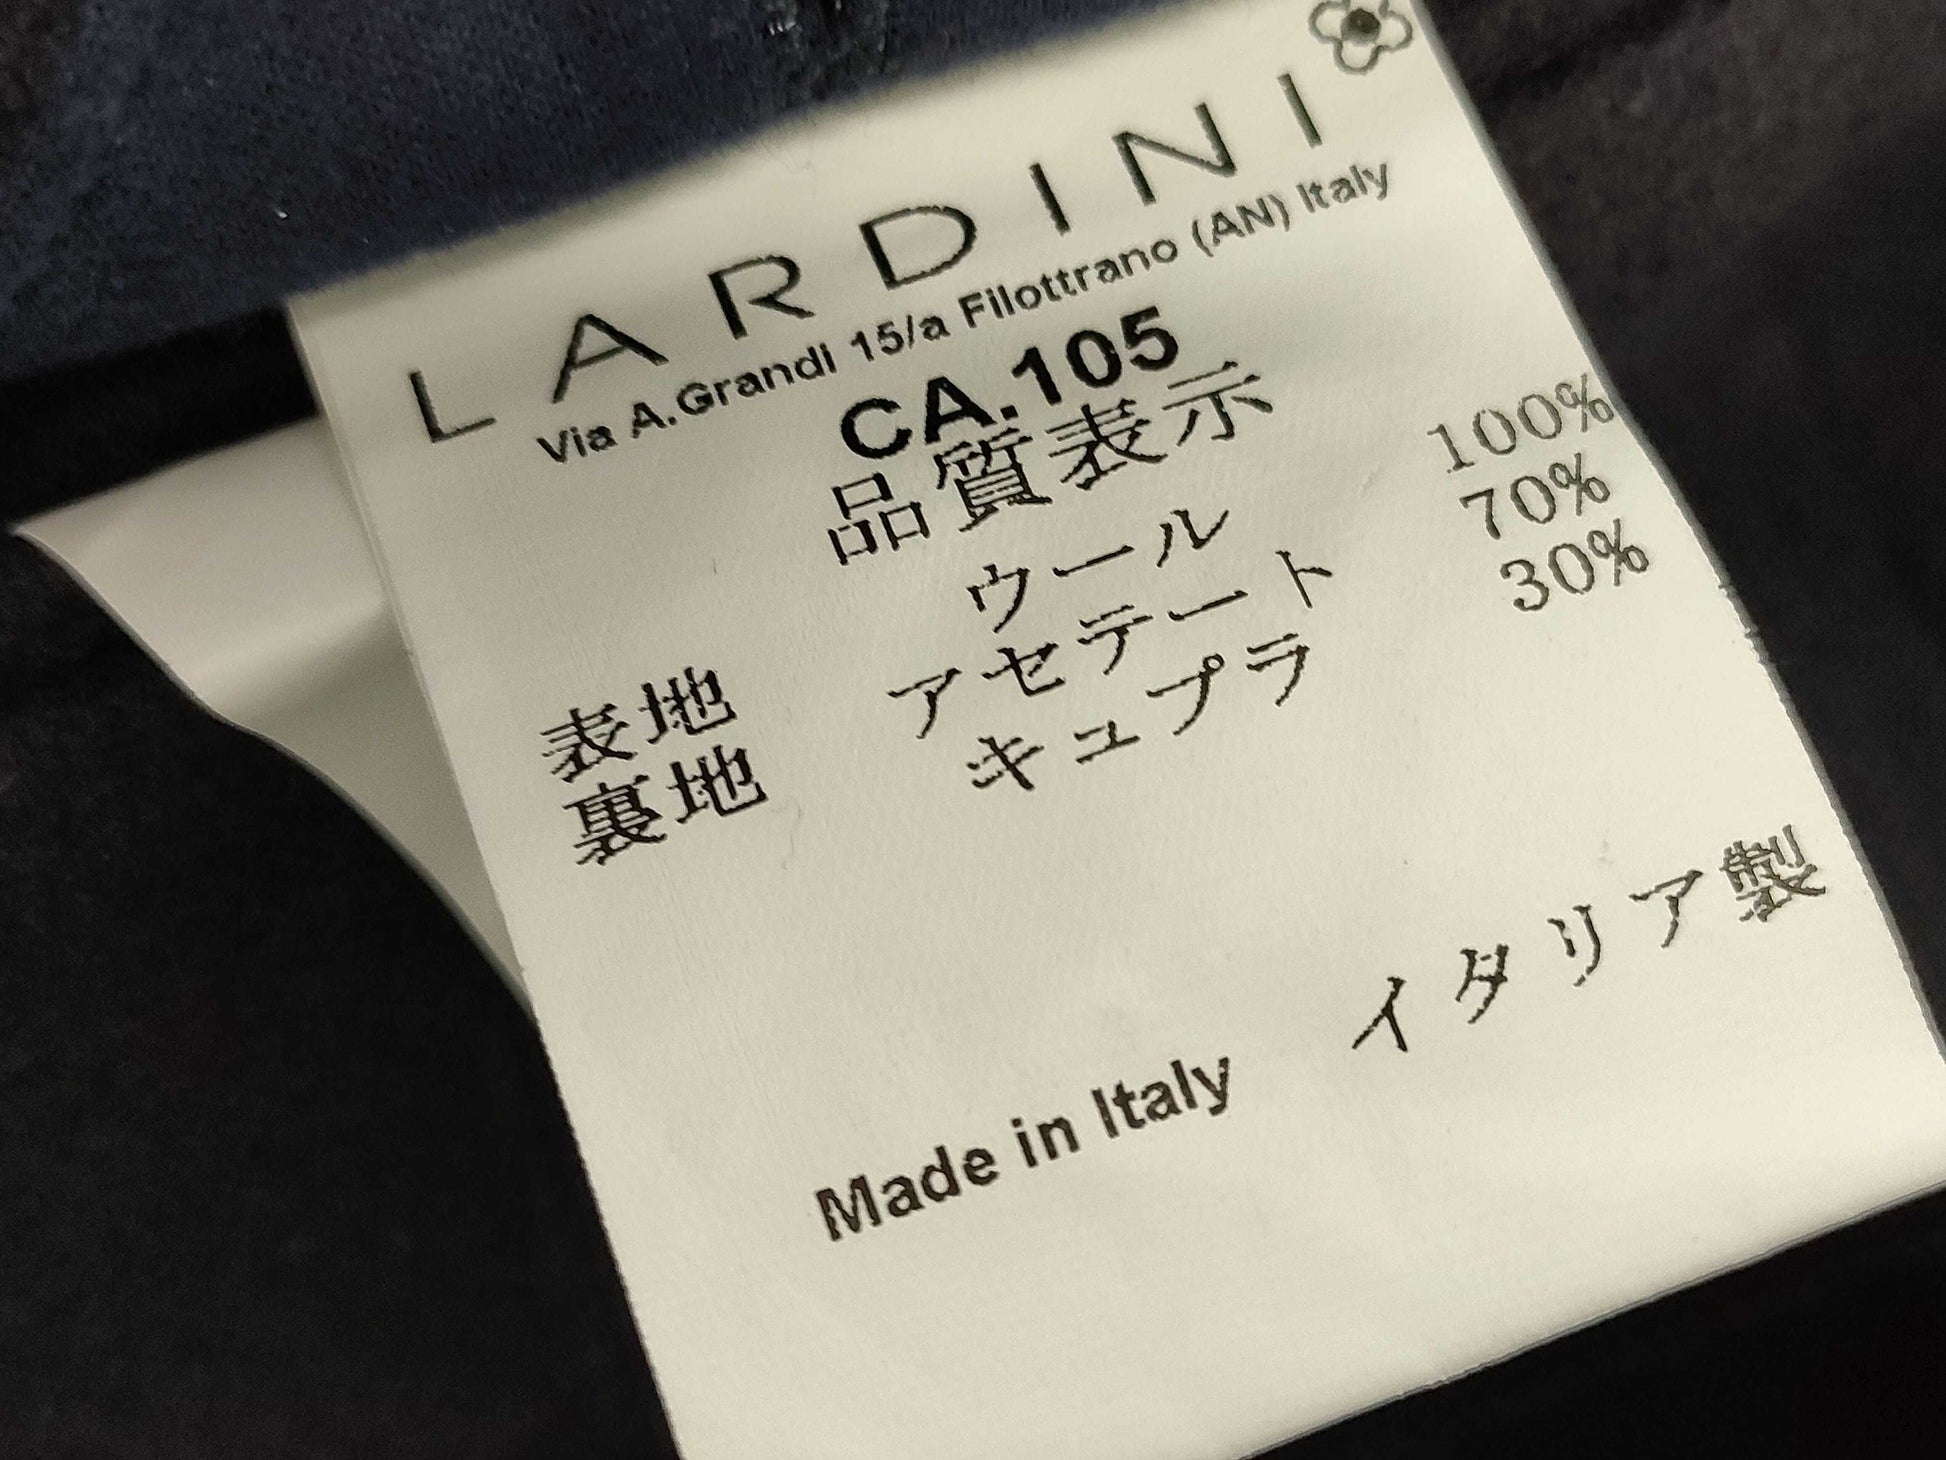 LARDINI
Via A.Grandi 15/a Filottrano (AN) Italy
CA.105
品質表示
表地 ウール 100%
裏地 アセテート 70%
キュプラ 30%
Made in Italy イタリア製